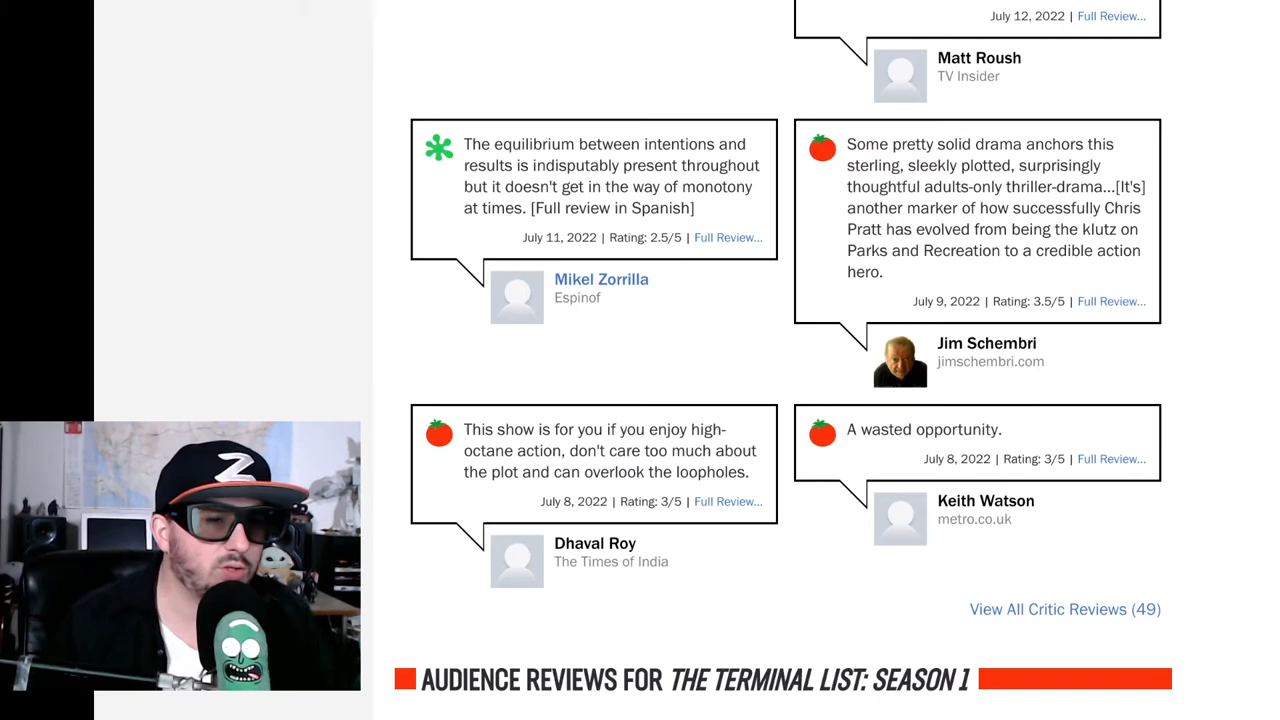 July 12, 2022 | Full Review...
Matt Roush
TV Insider
The equilibrium between intentions and
results is indisputably present throughout
but it doesn't get in the way of monotony
at times. [Full review in Spanish]
July 11, 2022 | Rating: 2.5/5 | Full Review...
Mikel Zorrilla
Espinof
Some pretty solid drama anchors this
sterling, sleekly plotted, surprisingly
thoughtful adults-only thriller-drama...[It's]
another marker of how successfully Chris
Pratt has evolved from being the klutz on
Parks and Recreation to a credible action
hero.
July 9, 2022 | Rating: 3.5/5 | Full Review...
Jim Schembri
jimschembri.com
This show is for you if you enjoy high-
octane action, don't care too much about
the plot and can overlook the loopholes.
July 8, 2022 | Rating: 3/5 | Full Review...
Dhaval Roy
The Times of India
A wasted opportunity.
July 8, 2022 | Rating: 3/5 | Full Review...
Keith Watson
metro.co.uk
View All Critic Reviews (49)
AUDIENCE REVIEWS FOR THE TERMINAL LIST: SEASON 1
Z